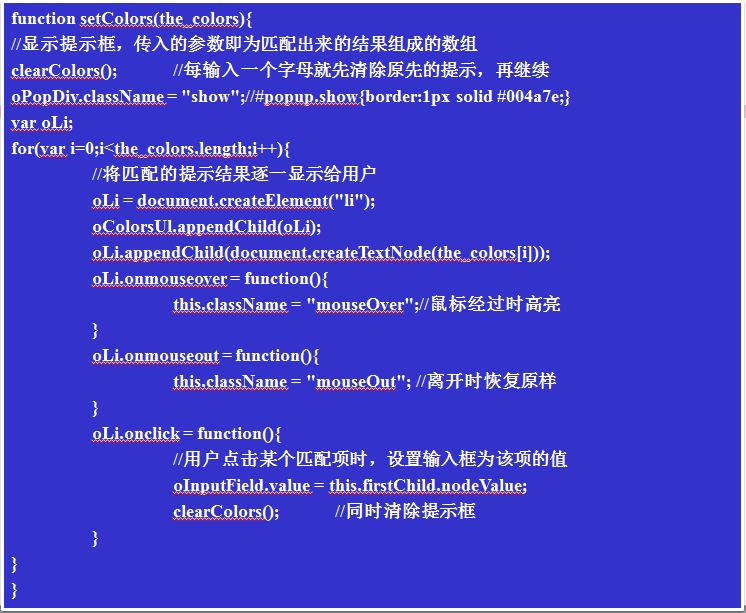 function setColors(the_colors){
//显示提示框，传入的参数即为匹配出来的结果组成的数组
clearColors(); //每输入一个字母就先清除原先的提示，再继续
oPopDiv.className = "show";//#popup.show{border:1px solid #004a7e;}
var oLi;
for(var i=0;i<the_colors.length;i++){
//将匹配的提示结果逐一显示给用户
oLi = document.createElement("li");
oColorsUl.appendChild(oLi);
oLi.appendChild(document.createTextNode(the_colors[i]));
oLi.onmouseover = function(){
this.className = "mouseOver";//鼠标经过时高亮
}
oLi.onmouseout = function(){
this.className = "mouseOut"; //离开时恢复原样
}
oLi.onclick = function(){
//用户点击某个匹配项时，设置输入框为该项的值
oInputField.value = this.firstChild.nodeValue;
clearColors(); //同时清除提示框
}
}
}